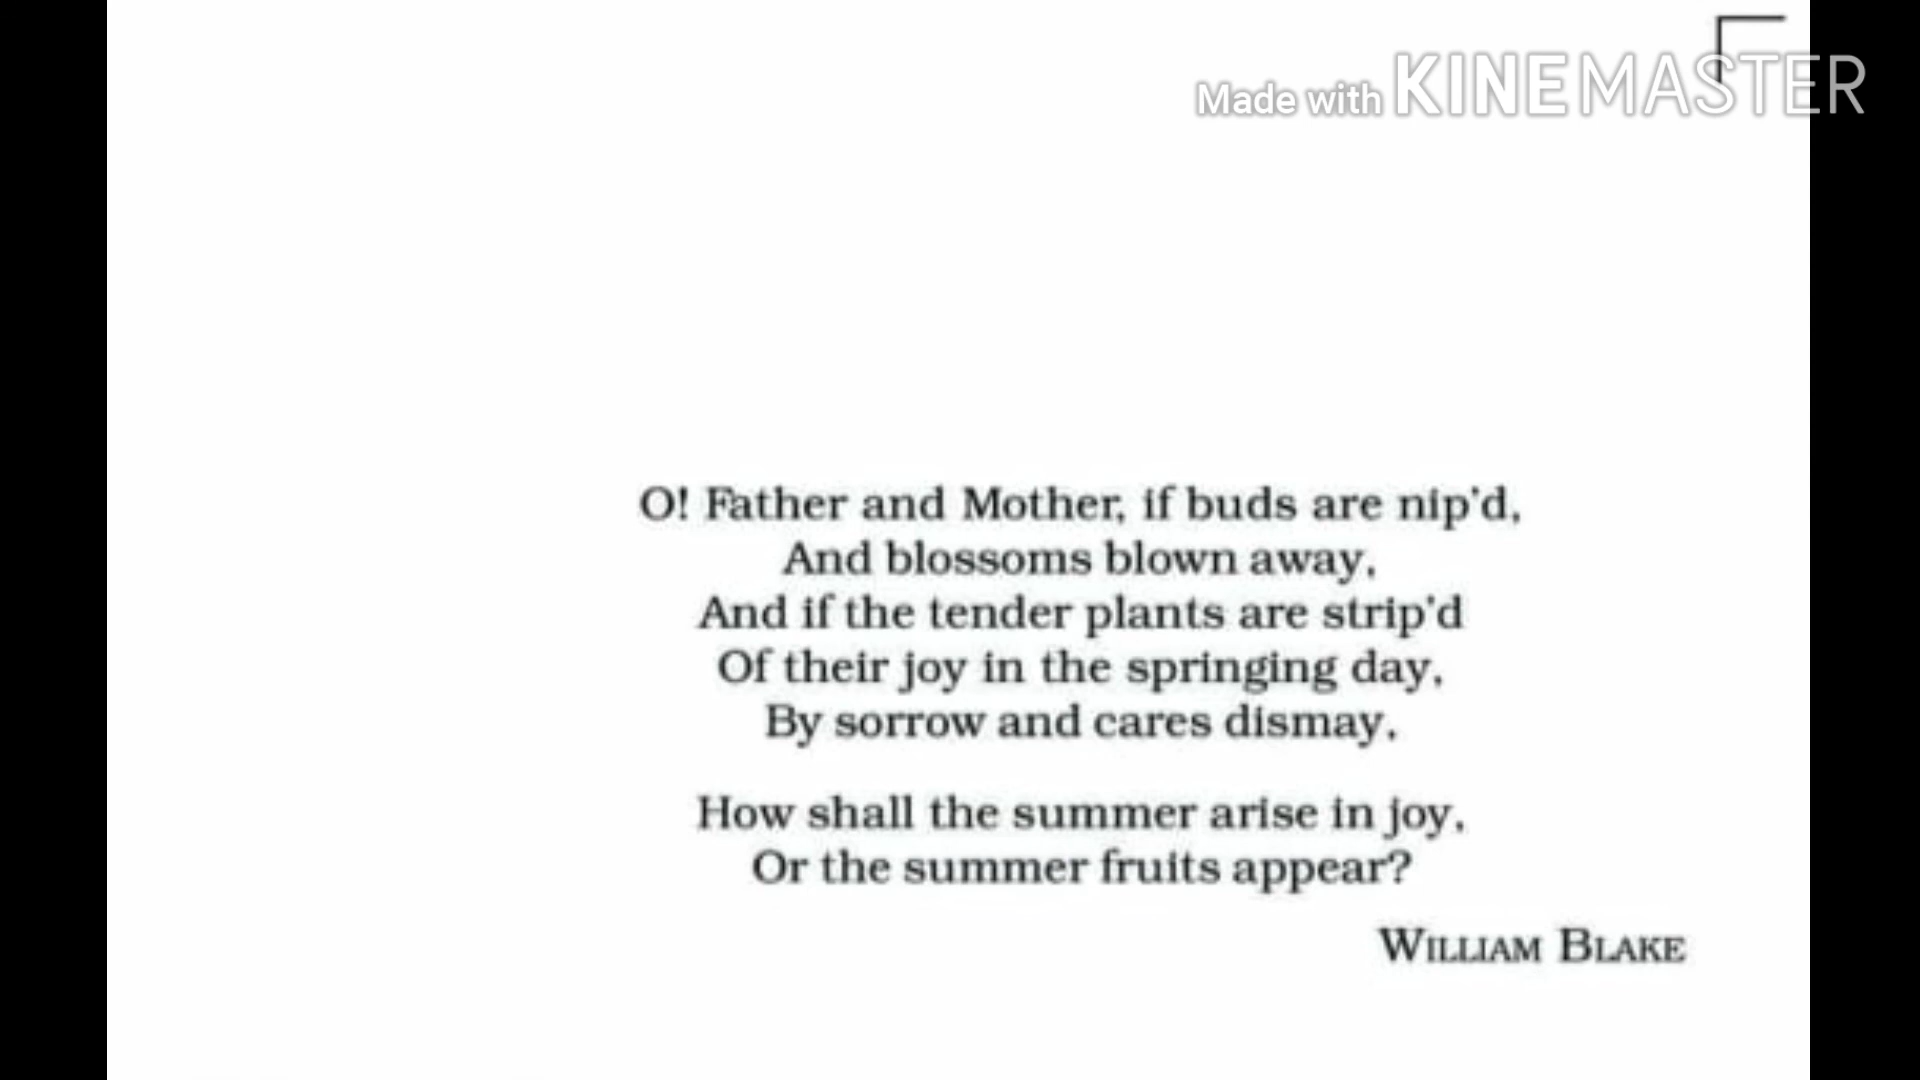 Made with KINEMASTER
O! Father and Mother, if buds are nip'd,
And blossoms blown away,
And if the tender plants are strip'd
Of their joy in the springing day,
By sorrow and cares dismay,
How shall the summer arise in joy,
Or the summer fruits appear?
WILLIAM BLAKE